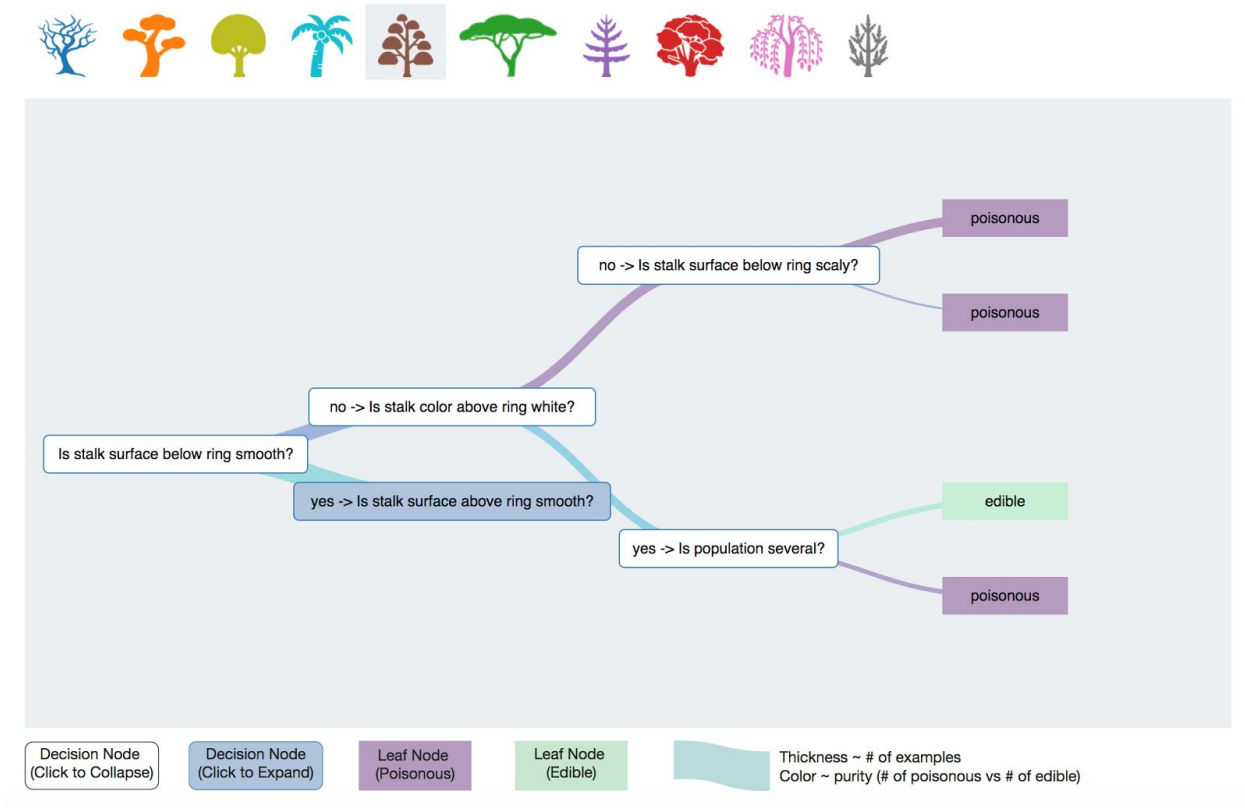 poisonous
no -> Is stalk surface below ring scaly?
poisonous
no -> Is stalk color above ring white?
Is stalk surface below ring smooth?
yes -> Is stalk surface above ring smooth?
edible
yes -> Is population several?
poisonous
Decision Node
(Click to Collapse)
Decision Node
(Click to Expand)
Leaf Node
(Poisonous)
Leaf Node
(Edible)
Thickness ~ # of examples
Color ~ purity (# of poisonous vs # of edible)